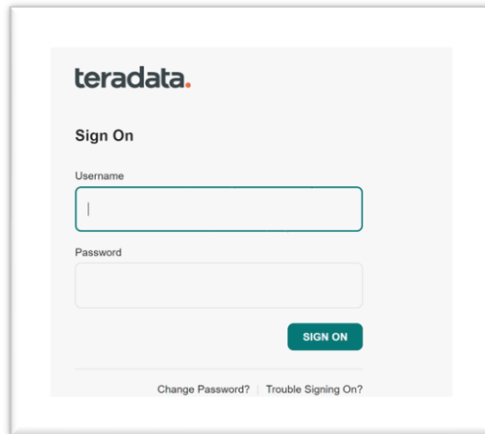 teradata.
Sign On
Username
Password
SIGN ON
Change Password? | Trouble Signing On?